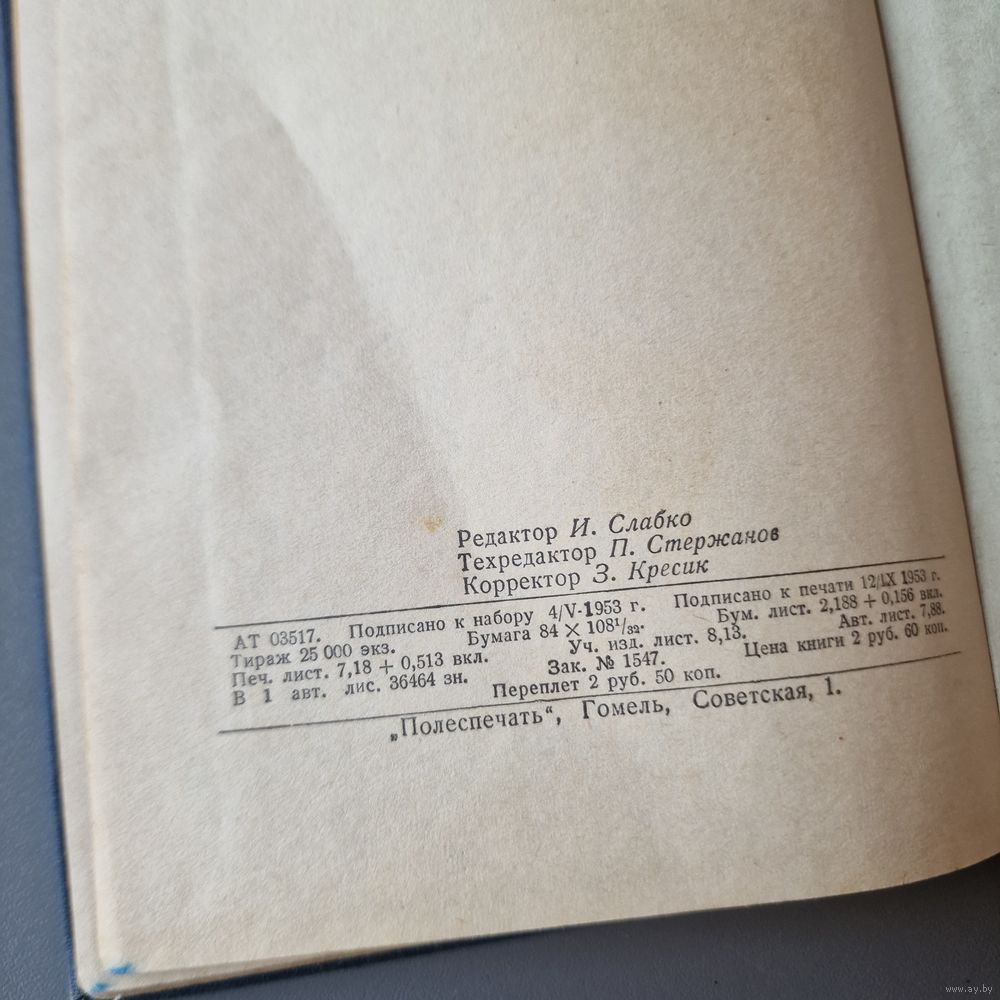 Редактор И. Слабко
Техредактор П. Стержанов
Корректор З. Кресик
АТ 03517. Подписано к набору 4/V-1953 г. Подписано к печати 12/IX 1953 г.
Тираж 25 000 экз. Бумага 84 × 108¹/₃₂. Бум. лист. 2,188 + 0,156 вкл.
Печ. лист. 7,18 + 0,513 вкл. Уч. изд. лист. 8,13. Авт. лист. 7,88.
В 1 авт. лис. 36464 зн. Зак. № 1547. Цена книги 2 руб. 60 коп.
Переплет 2 руб. 50 коп.
„Полеспечать“, Гомель, Советская, 1.
www.ay.by